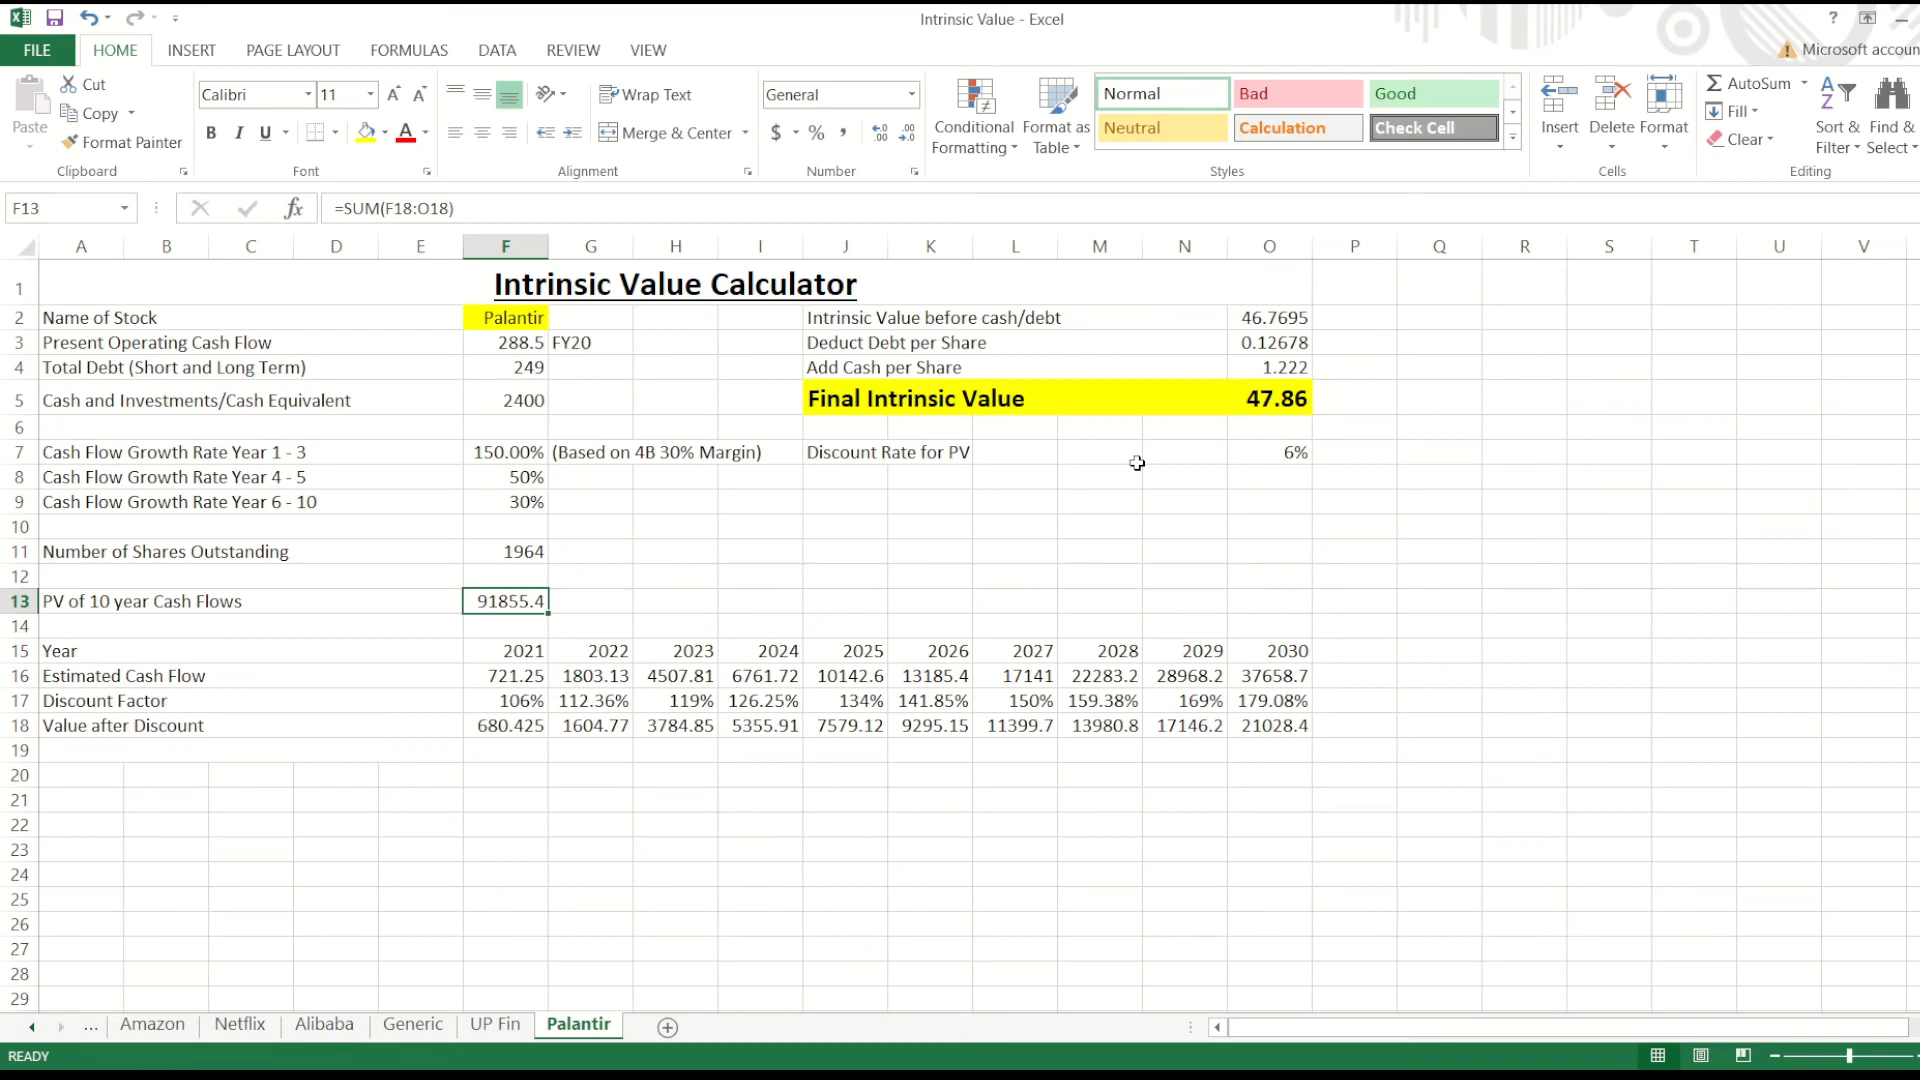 Intrinsic Value - Excel
?
FILE HOME INSERT PAGE LAYOUT FORMULAS DATA REVIEW VIEW
Microsoft accoun
Paste
Cut
Copy
Format Painter
Clipboard
Calibri 11
B I U
Font
Wrap Text
Merge & Center
Alignment
General
$ % ,
Number
Conditional Formatting
Format as Table
Normal Bad Good
Neutral Calculation Check Cell
Styles
Insert Delete Format
Cells
AutoSum
Fill
Clear
Sort & Filter
Find & Select
Editing
F13 fx =SUM(F18:O18)
A B C D E F G H I J K L M N O P Q R S T U V
1 Intrinsic Value Calculator
2 Name of Stock Palantir Intrinsic Value before cash/debt 46.7695
3 Present Operating Cash Flow 288.5 FY20 Deduct Debt per Share 0.12678
4 Total Debt (Short and Long Term) 249 Add Cash per Share 1.222
5 Cash and Investments/Cash Equivalent 2400 Final Intrinsic Value 47.86
6
7 Cash Flow Growth Rate Year 1 - 3 150.00% (Based on 4B 30% Margin) Discount Rate for PV 6%
8 Cash Flow Growth Rate Year 4 - 5 50%
9 Cash Flow Growth Rate Year 6 - 10 30%
10
11 Number of Shares Outstanding 1964
12
13 PV of 10 year Cash Flows 91855.4
14
15 Year 2021 2022 2023 2024 2025 2026 2027 2028 2029 2030
16 Estimated Cash Flow 721.25 1803.13 4507.81 6761.72 10142.6 13185.4 17141 22283.2 28968.2 37658.7
17 Discount Factor 106% 112.36% 119% 126.25% 134% 141.85% 150% 159.38% 169% 179.08%
18 Value after Discount 680.425 1604.77 3784.85 5355.91 7579.12 9295.15 11399.7 13980.8 17146.2 21028.4
19
20
21
22
23
24
25
26
27
28
29
... Amazon Netflix Alibaba Generic UP Fin Palantir
READY